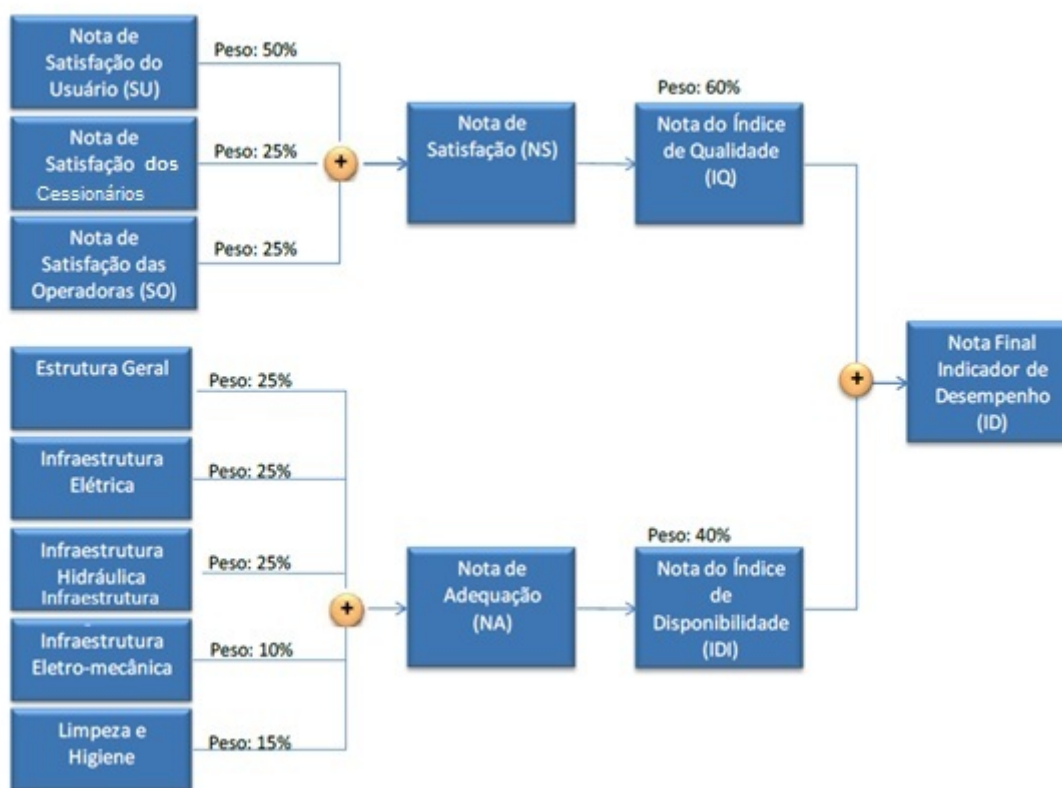 Nota de
Satisfação do
Usuário (SU)
Peso: 50%
Nota de
Satisfação dos
Cessionários
Peso: 25%
Nota de
Satisfação das
Operadoras (SO)
Peso: 25%
+
Nota de
Satisfação (NS)
Peso: 60%
Nota do Índice
de Qualidade
(IQ)
Estrutura Geral
Peso: 25%
Infraestrutura
Elétrica
Peso: 25%
Infraestrutura
Hidráulica
Infraestrutura
Peso: 25%
Infraestrutura
Eletro-mecânica
Peso: 10%
Limpeza e
Higiene
Peso: 15%
+
Nota de
Adequação
(NA)
Peso: 40%
Nota do Índice
de
Disponibilidade
(IDI)
+
Nota Final
Indicador de
Desempenho
(ID)